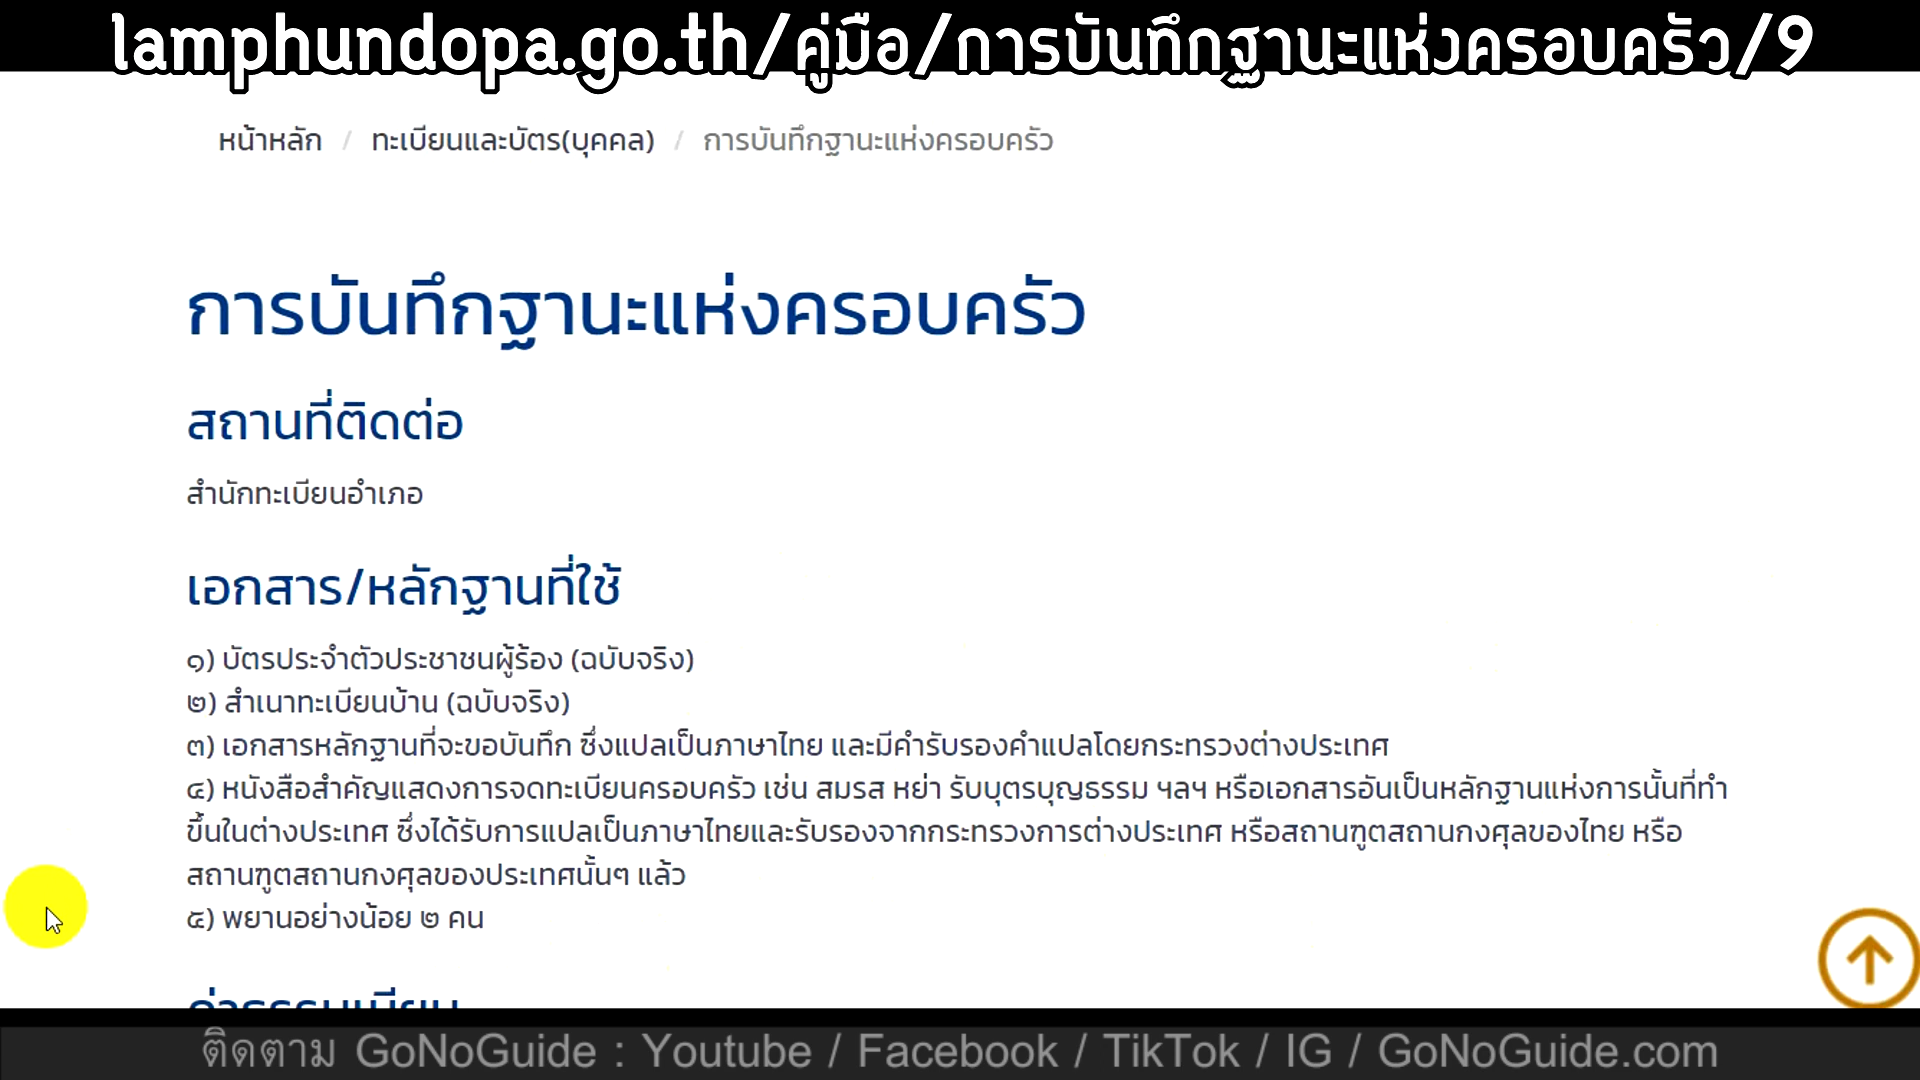 lamphundopa.go.th/คู่มือ/การบันทึกฐานะแห่งครอบครัว/9
หน้าหลัก / ทะเบียนและบัตร(บุคคล) / การบันทึกฐานะแห่งครอบครัว
การบันทึกฐานะแห่งครอบครัว
สถานที่ติดต่อ
สำนักทะเบียนอำเภอ
เอกสาร/หลักฐานที่ใช้
๑) บัตรประจำตัวประชาชนผู้ร้อง (ฉบับจริง)
๒) สำเนาทะเบียนบ้าน (ฉบับจริง)
๓) เอกสารหลักฐานที่จะขอบันทึก ซึ่งแปลเป็นภาษาไทย และมีคำรับรองคำแปลโดยกระทรวงต่างประเทศ
๔) หนังสือสำคัญแสดงการจดทะเบียนครอบครัว เช่น สมรส หย่า รับบุตรบุญธรรม ฯลฯ หรือเอกสารอันเป็นหลักฐานแห่งการนั้นที่ทำ
ขึ้นในต่างประเทศ ซึ่งได้รับการแปลเป็นภาษาไทยและรับรองจากกระทรวงการต่างประเทศ หรือสถานฑูตสถานกงศุลของไทย หรือ
สถานฑูตสถานกงศุลของประเทศนั้นๆ แล้ว
๕) พยานอย่างน้อย ๒ คน
ค่าธรรมเนียม
ติดตาม GoNoGuide : Youtube / Facebook / TikTok / IG / GoNoGuide.com